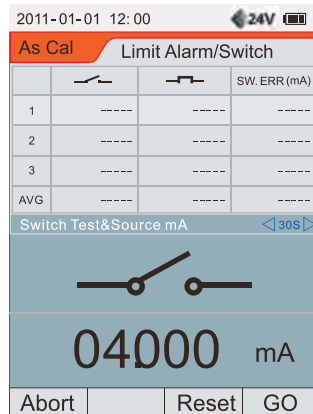 2011-01-01 12:00 24V
As Cal Limit Alarm/Switch
SW. ERR (mA)
1 ----- ----- -----
2 ----- ----- -----
3 ----- ----- -----
AVG ----- ----- -----
Switch Test&Source mA 30S
04.000 mA
Abort Reset GO